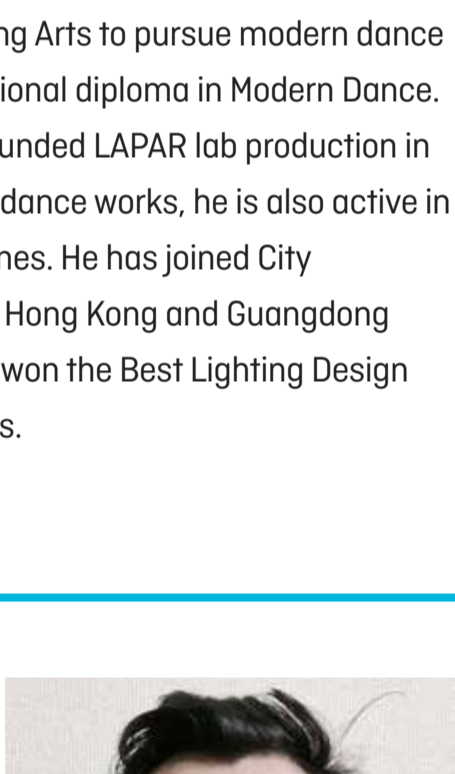 ng Arts to pursue modern dance
ional diploma in Modern Dance.
unded LAPAR lab production in
dance works, he is also active in
nes. He has joined City
Hong Kong and Guangdong
won the Best Lighting Design
s.